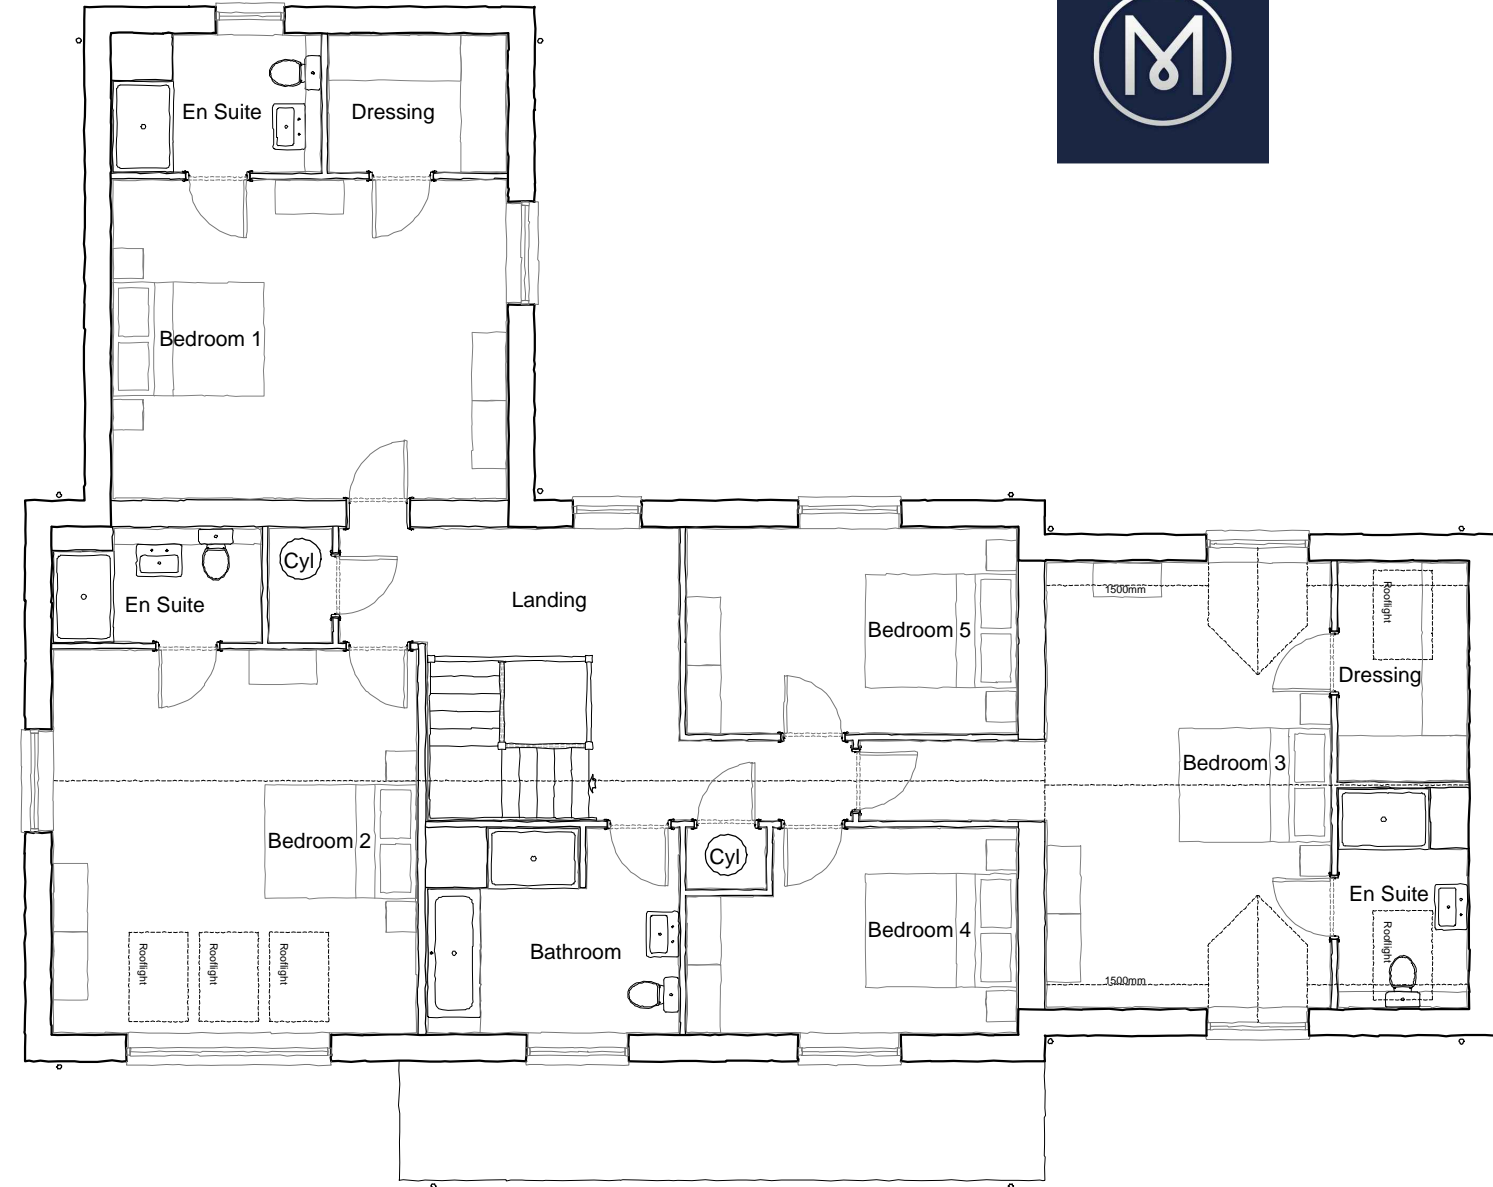 M
En Suite
Dressing
Bedroom 1
Cyl
En Suite
Landing
Bedroom 5
1500mm
Rooflight
Dressing
Bedroom 3
Bedroom 2
Cyl
En Suite
Bedroom 4
Bathroom
Rooflight
Rooflight
Rooflight
Rooflight
1500mm